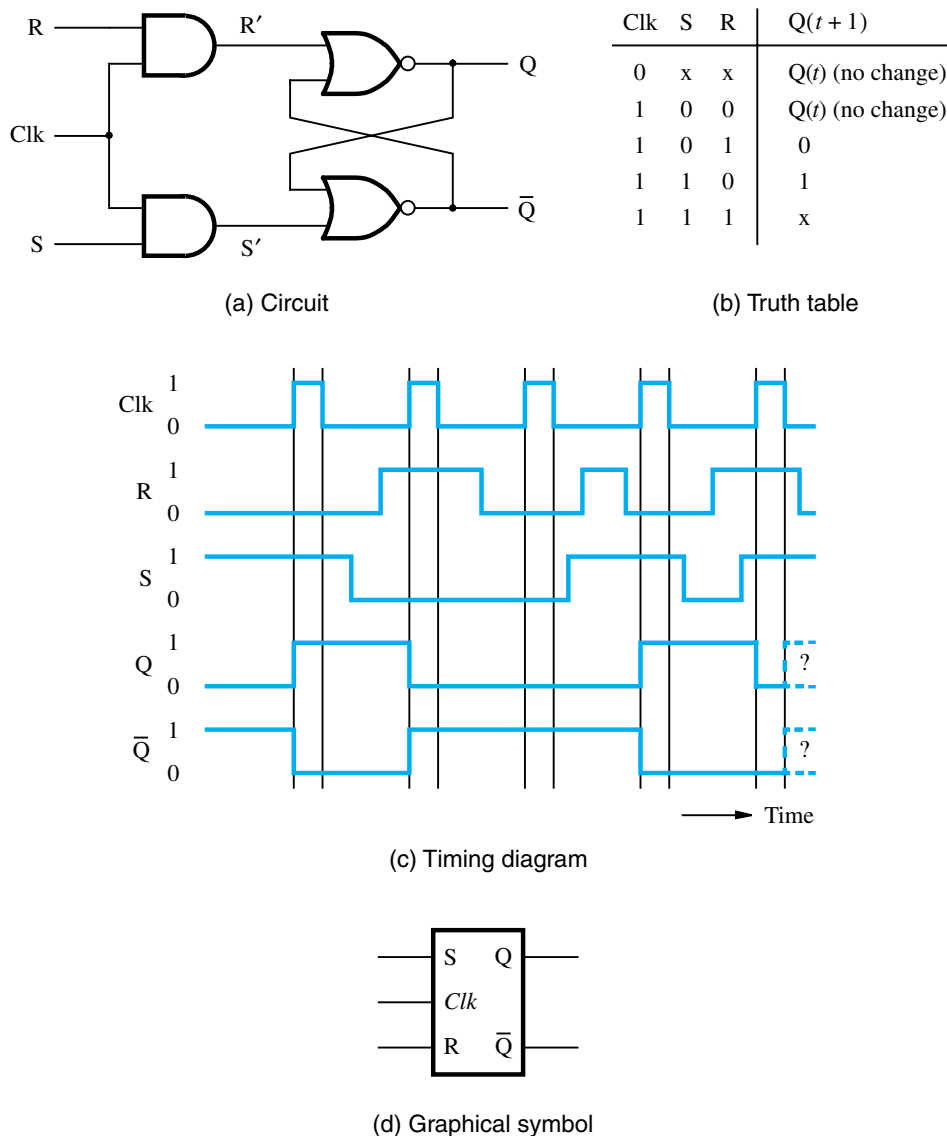 R
R′
Q
Clk
S
S′
Q̅
(a) Circuit
Clk S R Q(t + 1)
0 x x Q(t) (no change)
1 0 0 Q(t) (no change)
1 0 1 0
1 1 0 1
1 1 1 x
(b) Truth table
Clk
1
0
R
1
0
S
1
0
Q
1
0
?
Q̅
1
0
?
Time
(c) Timing diagram
S Q
Clk
R Q̅
(d) Graphical symbol